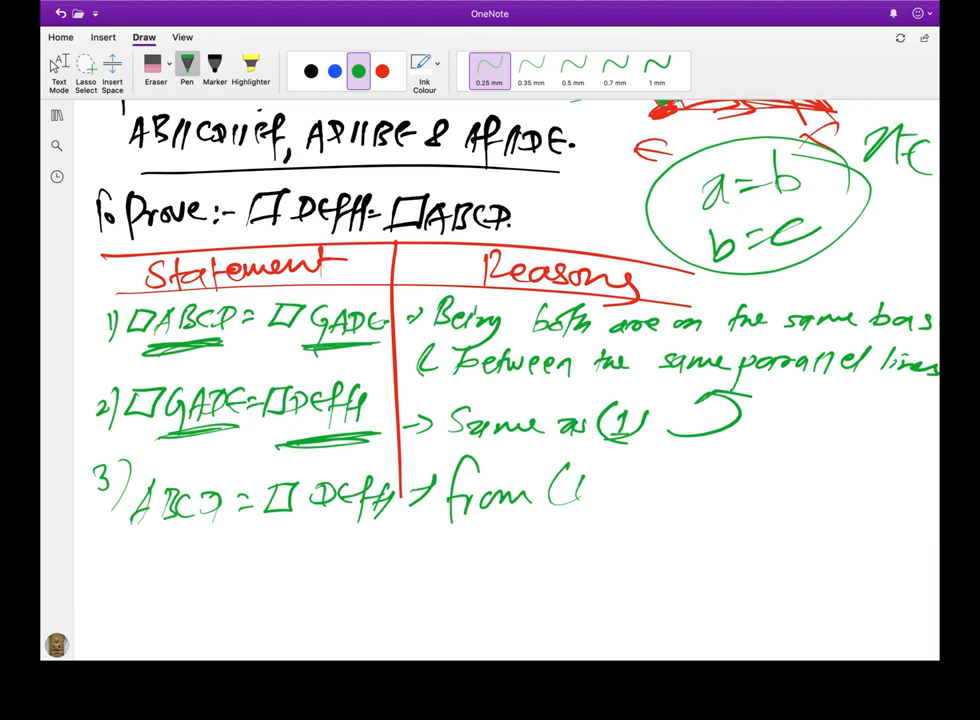 OneNote
Home Insert Draw View
Text Mode Lasso Select Insert Space Eraser Pen Marker Highlighter Ink Colour 0.25 mm 0.35 mm 0.5 mm 0.7 mm 1 mm
AB//CD//EF, AD//BE & AF//DE.
E
a=b
b=c
To Prove:- ▱DEFH=▱ABCD.
Statement Reasons
1) ▱ABCD = ▱GADE → Being both are on the same bas
& between the same parallel lines
2) ▱GADE=▱DEFH → Same as (1)
3) ABCD = ▱ DEFH → from (